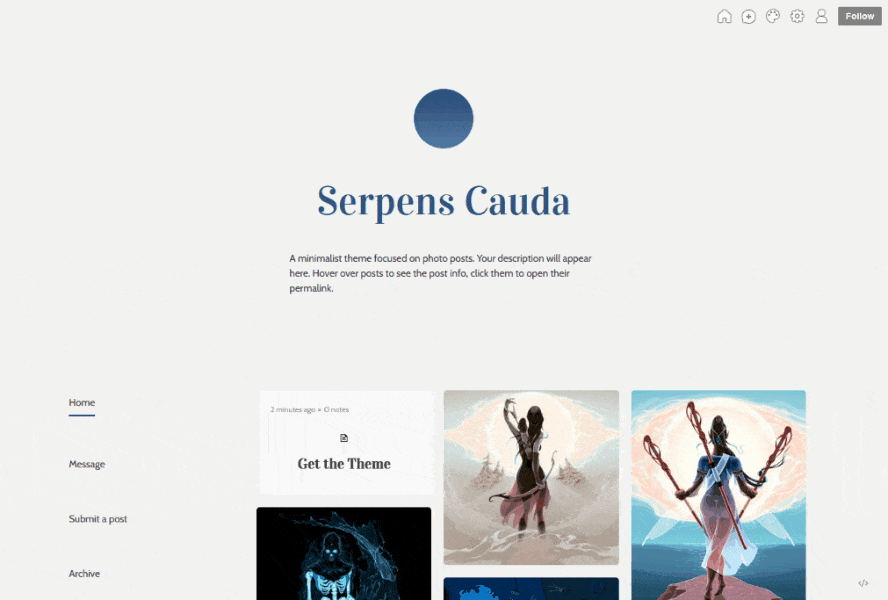 Follow
Serpens Cauda
A minimalist theme focused on photo posts. Your description will appear
here. Hover over posts to see the post info, click them to open their
permalink.
Home
2 minutes ago × 0 notes
Get the Theme
Message
Submit a post
Archive